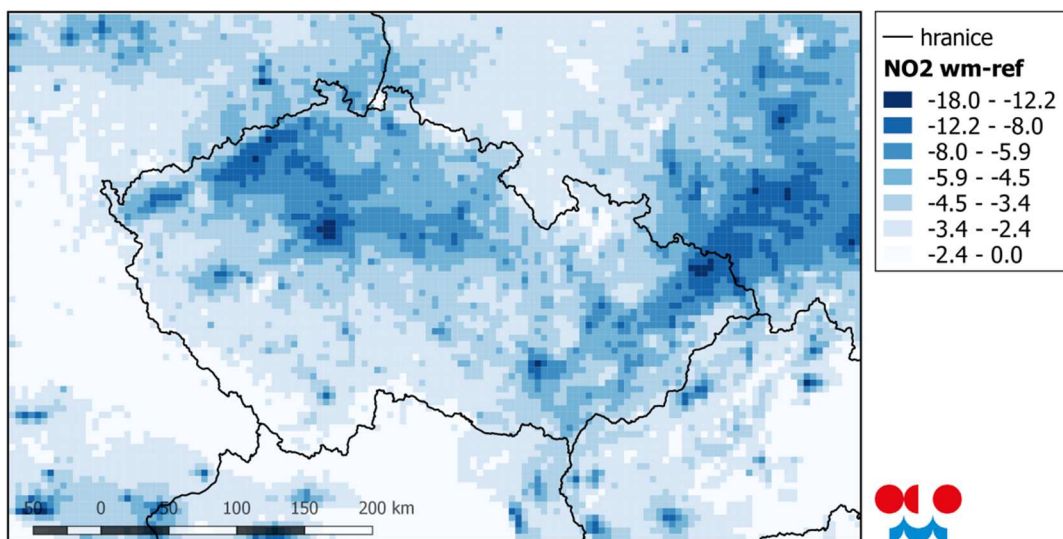 hranice
NO2 wm-ref
-18.0 - -12.2
-12.2 - -8.0
-8.0 - -5.9
-5.9 - -4.5
-4.5 - -3.4
-3.4 - -2.4
-2.4 - 0.0
50 0 50 100 150 200 km